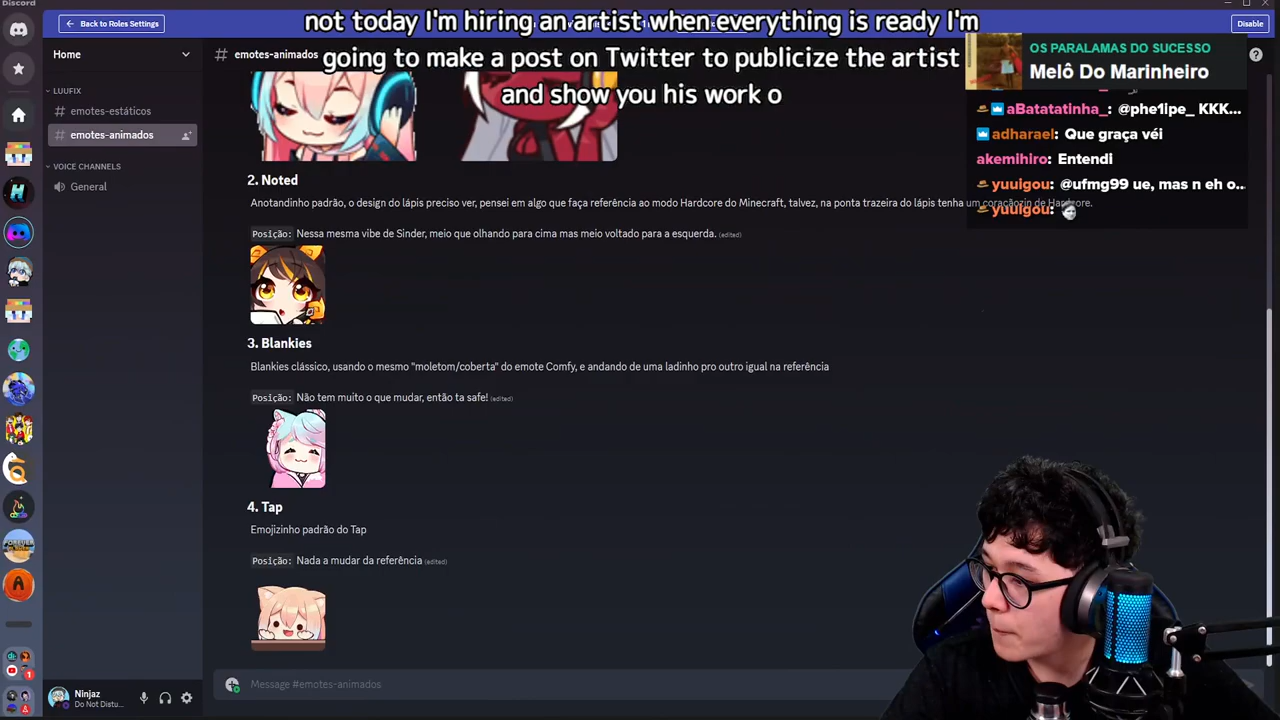 Discord
not today I'm hiring an artist when everything is ready I'm
going to make a post on Twitter to publicize the artist
and show you his work o
Back to Roles Settings
Disable
Home
# emotes-animados
LUUFIX
# emotes-estáticos
# emotes-animados
VOICE CHANNELS
General
OS PARALAMAS DO SUCESSO
Melô Do Marinheiro
aBatatatinha_: @phe1ipe_ KKK...
adharael: Que graça véi
akemihiro: Entendi
yuuigou: @ufmg99 ue, mas n eh o...
yuuigou:
2. Noted
Anotandinho padrão, o design do lápis preciso ver, pensei em algo que faça referência ao modo Hardcore do Minecraft, talvez, na ponta trazeira do lápis tenha um coraçãozin de Hardcore.
Posição: Nessa mesma vibe de Sinder, meio que olhando para cima mas meio voltado para a esquerda. (edited)
3. Blankies
Blankies clássico, usando o mesmo "moletom/coberta" do emote Comfy, e andando de uma ladinho pro outro igual na referência
Posição: Não tem muito o que mudar, então ta safe! (edited)
4. Tap
Emojizinho padrão do Tap
Posição: Nada a mudar da referência (edited)
Message #emotes-animados
Ninjaz
Do Not Distu...
1